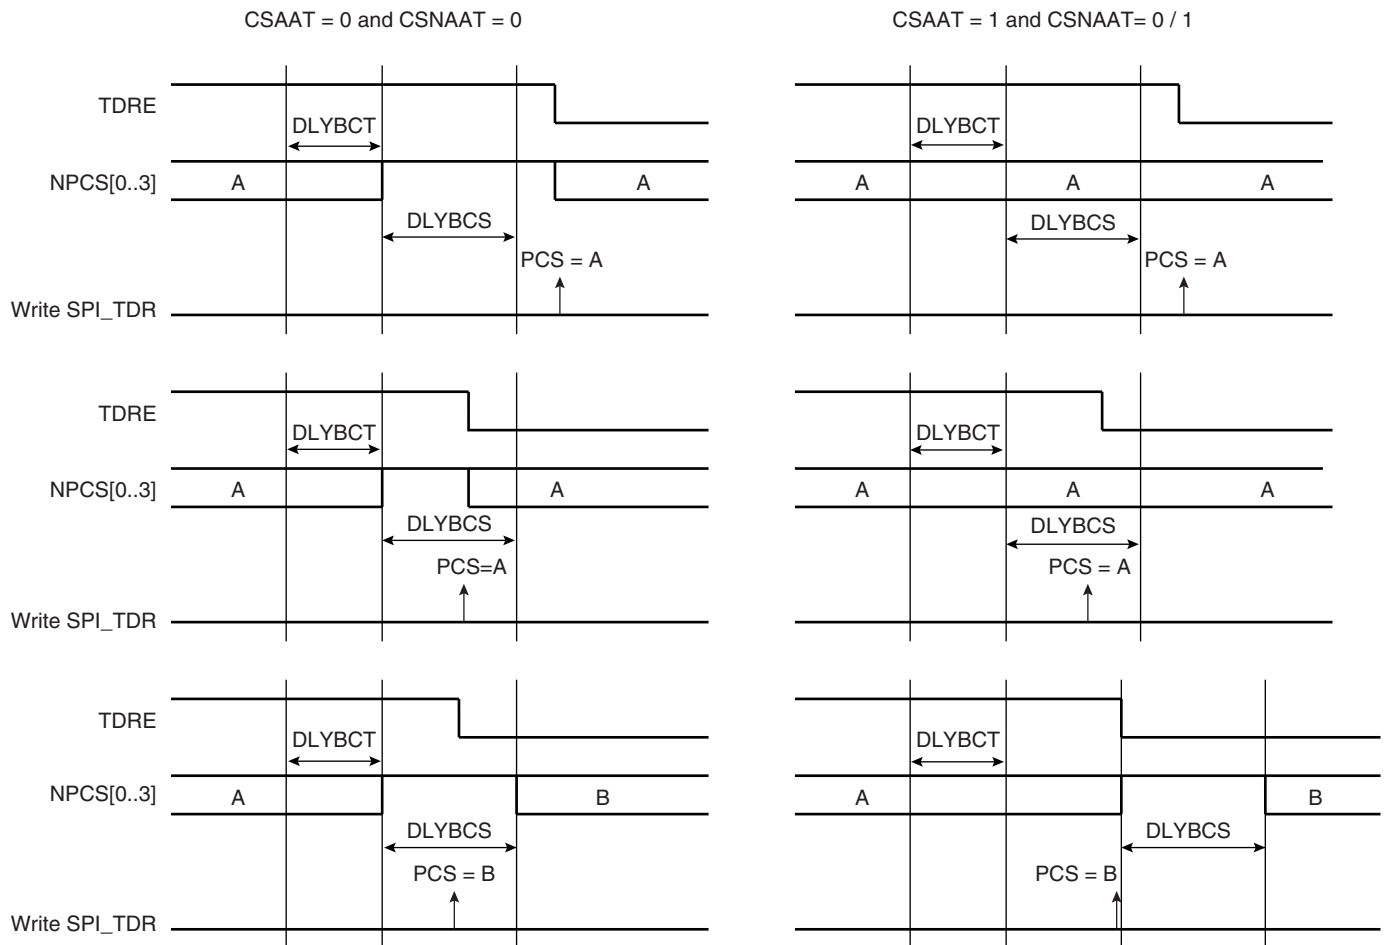 CSAAT = 0 and CSNAAT = 0
CSAAT = 1 and CSNAAT= 0 / 1
TDRE
DLYBCT
DLYBCT
NPCS[0..3]
A
A
A
A
A
DLYBCS
DLYBCS
PCS = A
PCS = A
Write SPI_TDR
TDRE
DLYBCT
DLYBCT
NPCS[0..3]
A
A
A
A
A
DLYBCS
DLYBCS
PCS=A
PCS = A
Write SPI_TDR
TDRE
DLYBCT
DLYBCT
NPCS[0..3]
A
B
A
B
DLYBCS
DLYBCS
PCS = B
PCS = B
Write SPI_TDR